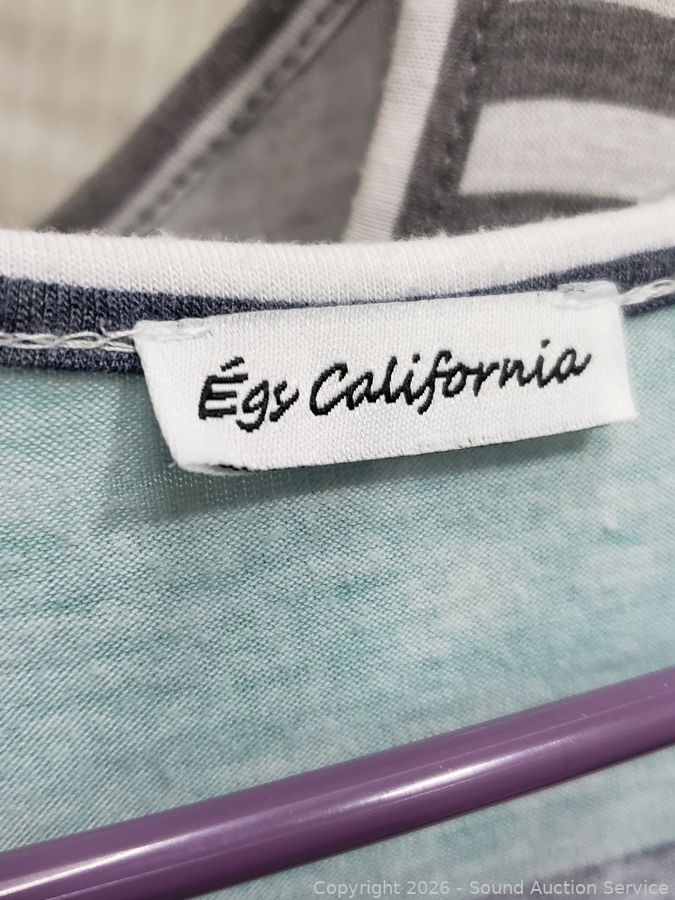 Égs California
Copyright 2026 - Sound Auction Service